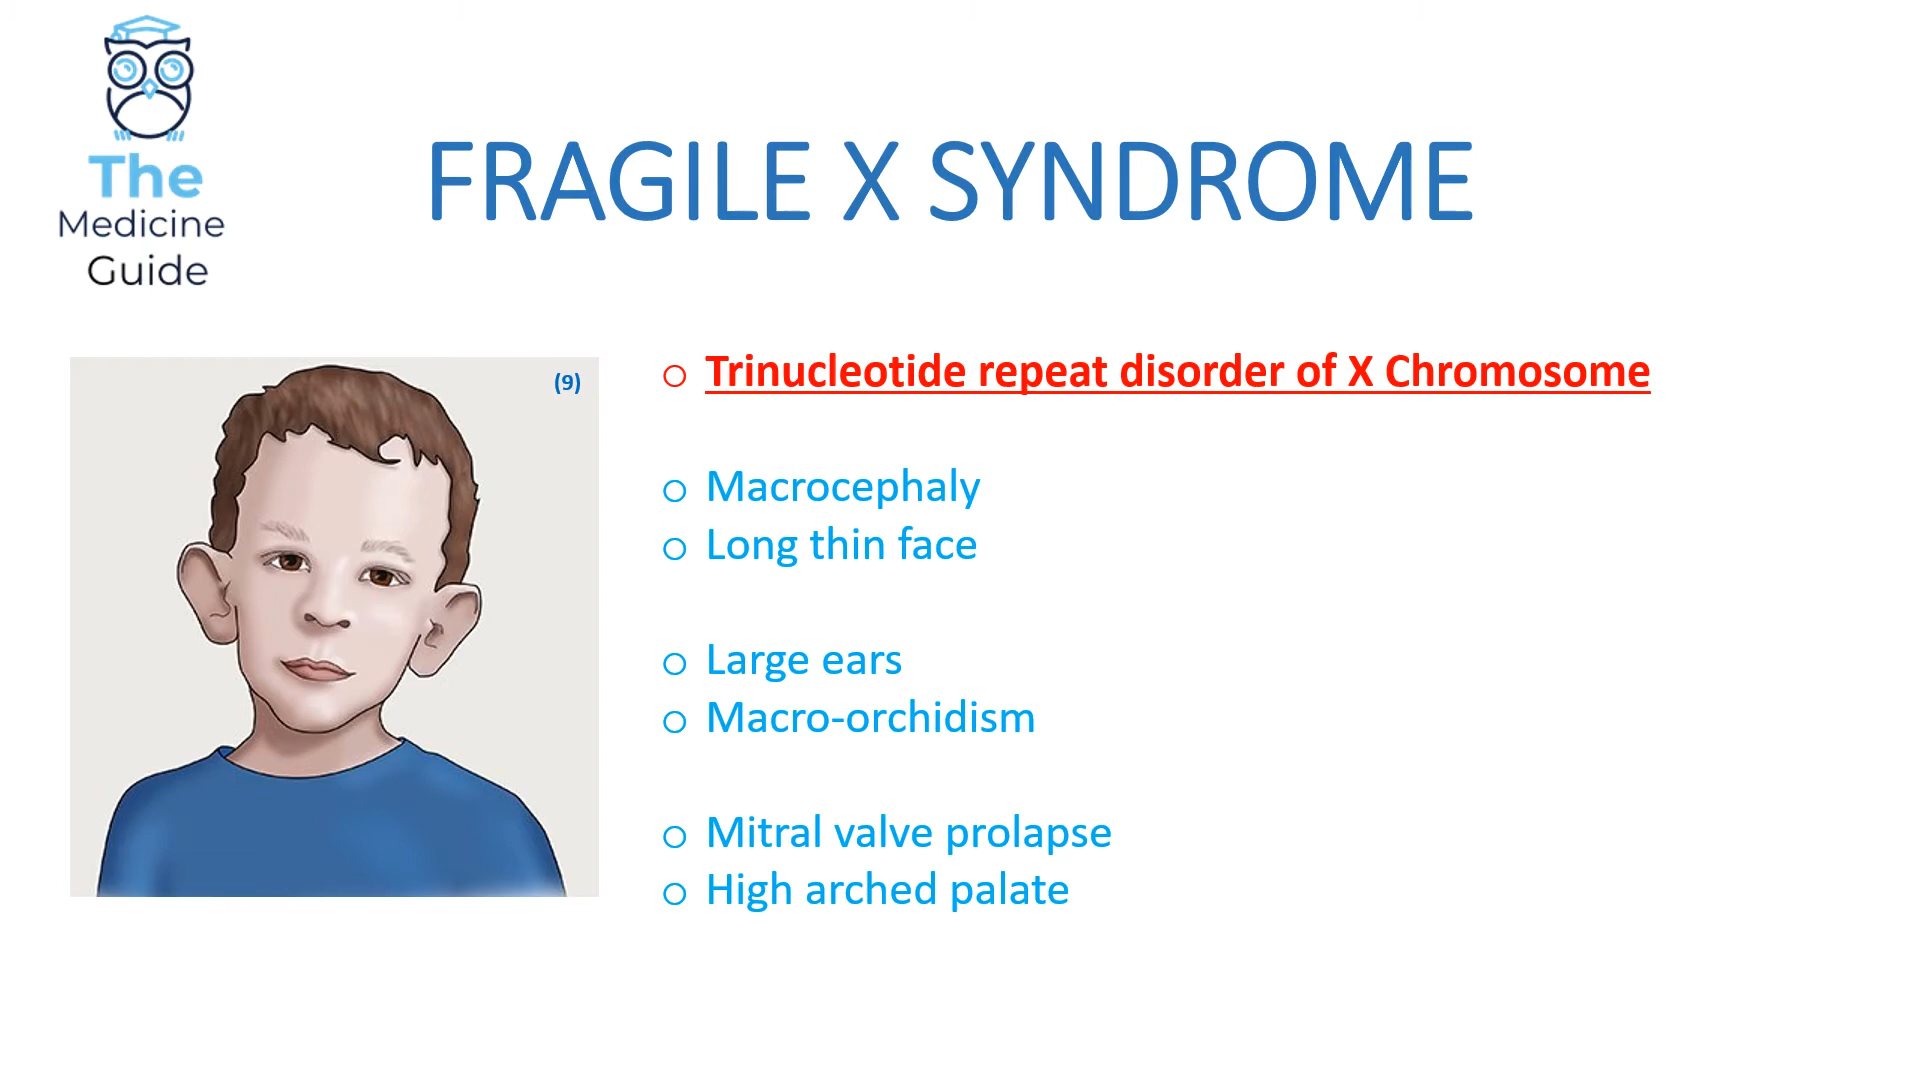 The
Medicine
Guide
FRAGILE X SYNDROME
(9)
Trinucleotide repeat disorder of X Chromosome
Macrocephaly
Long thin face
Large ears
Macro-orchidism
Mitral valve prolapse
High arched palate